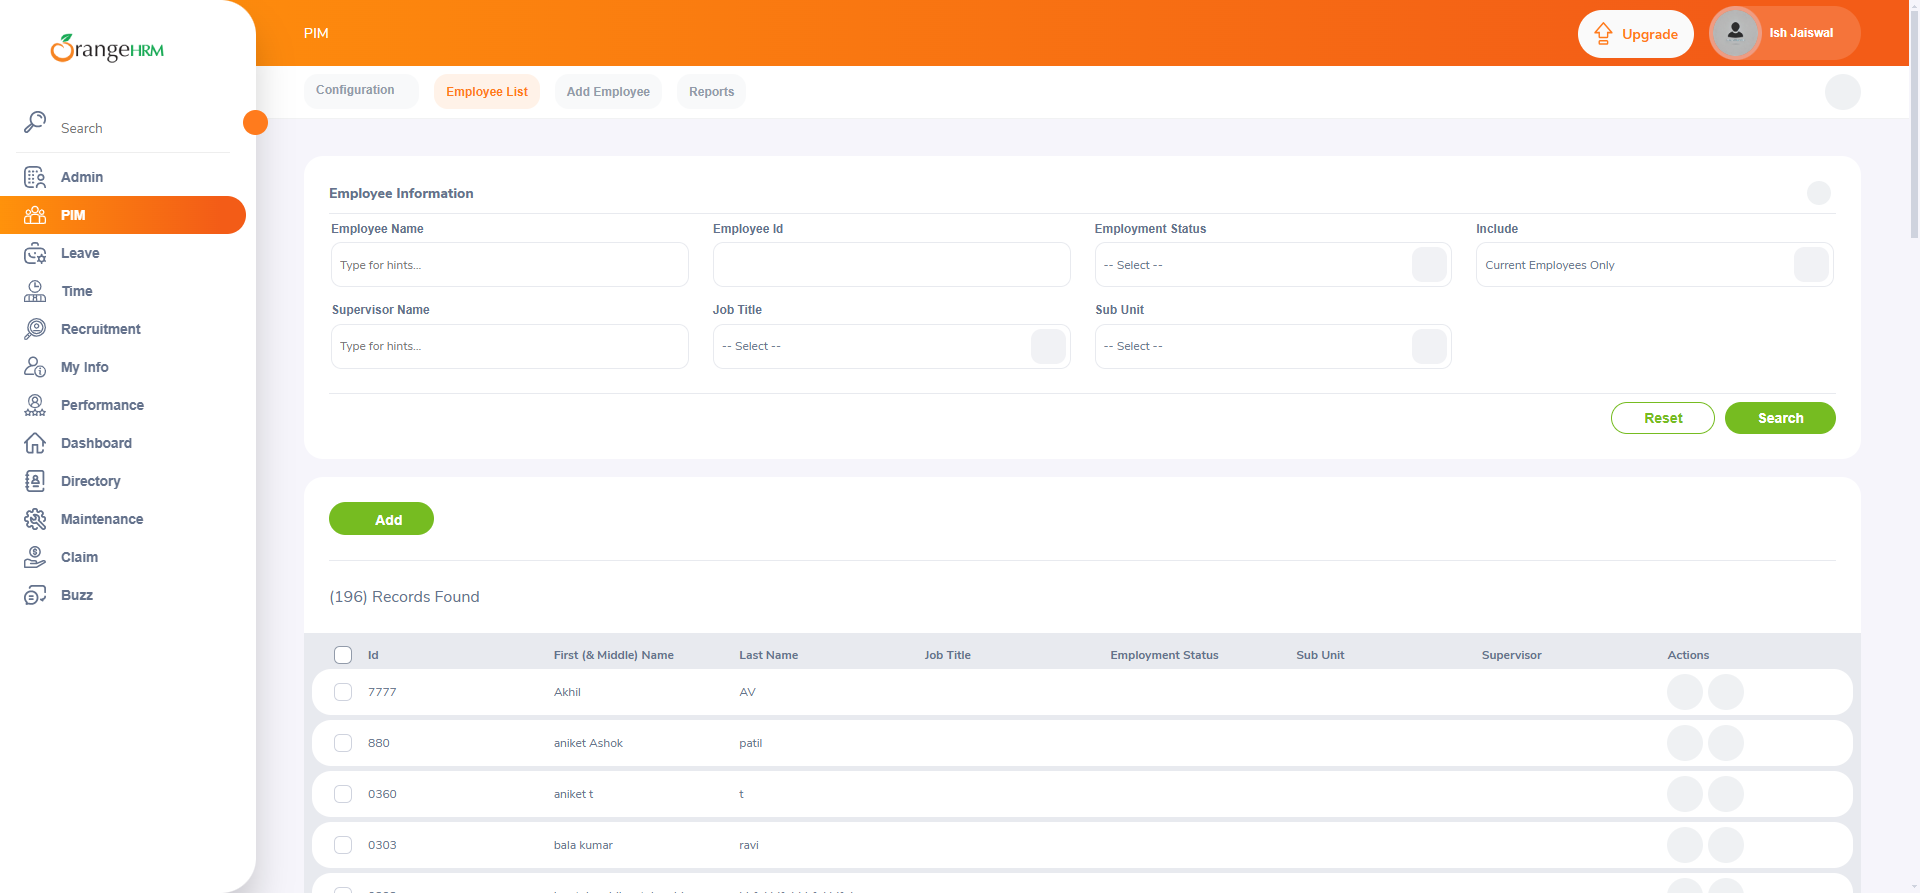 OrangeHRM
PIM
Upgrade
Ish Jaiswal
Configuration
Employee List
Add Employee
Reports
Search
Admin
PIM
Leave
Time
Recruitment
My Info
Performance
Dashboard
Directory
Maintenance
Claim
Buzz
Employee Information
Employee Name
Employee Id
Employment Status
Include
Type for hints...
-- Select --
Current Employees Only
Supervisor Name
Job Title
Sub Unit
Type for hints...
-- Select --
-- Select --
Reset
Search
Add
(196) Records Found
Id First (& Middle) Name Last Name Job Title Employment Status Sub Unit Supervisor Actions
7777 Akhil AV
880 aniket Ashok patil
0360 aniket t t
0303 bala kumar ravi